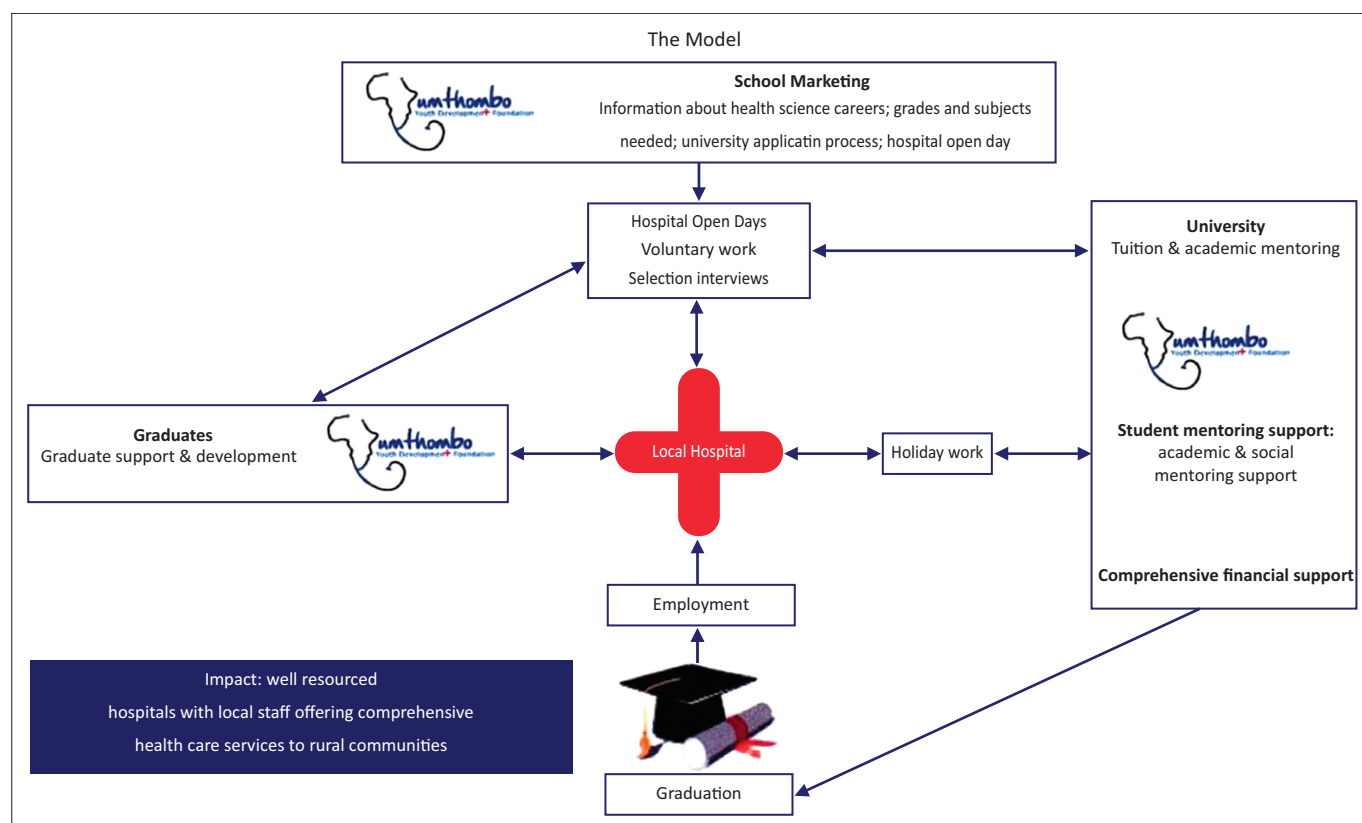 The Model
umthombo
Youth Development Foundation
School Marketing
Information about health science careers; grades and subjects
needed; university applicatin process; hospital open day
Hospital Open Days
Voluntary work
Selection interviews
University
Tuition & academic mentoring
umthombo
Youth Development Foundation
Student mentoring support:
academic & social
mentoring support
Comprehensive financial support
Graduates
Graduate support & development
umthombo
Youth Development Foundation
Local Hospital
Holiday work
Employment
Impact: well resourced
hospitals with local staff offering comprehensive
health care services to rural communities
Graduation